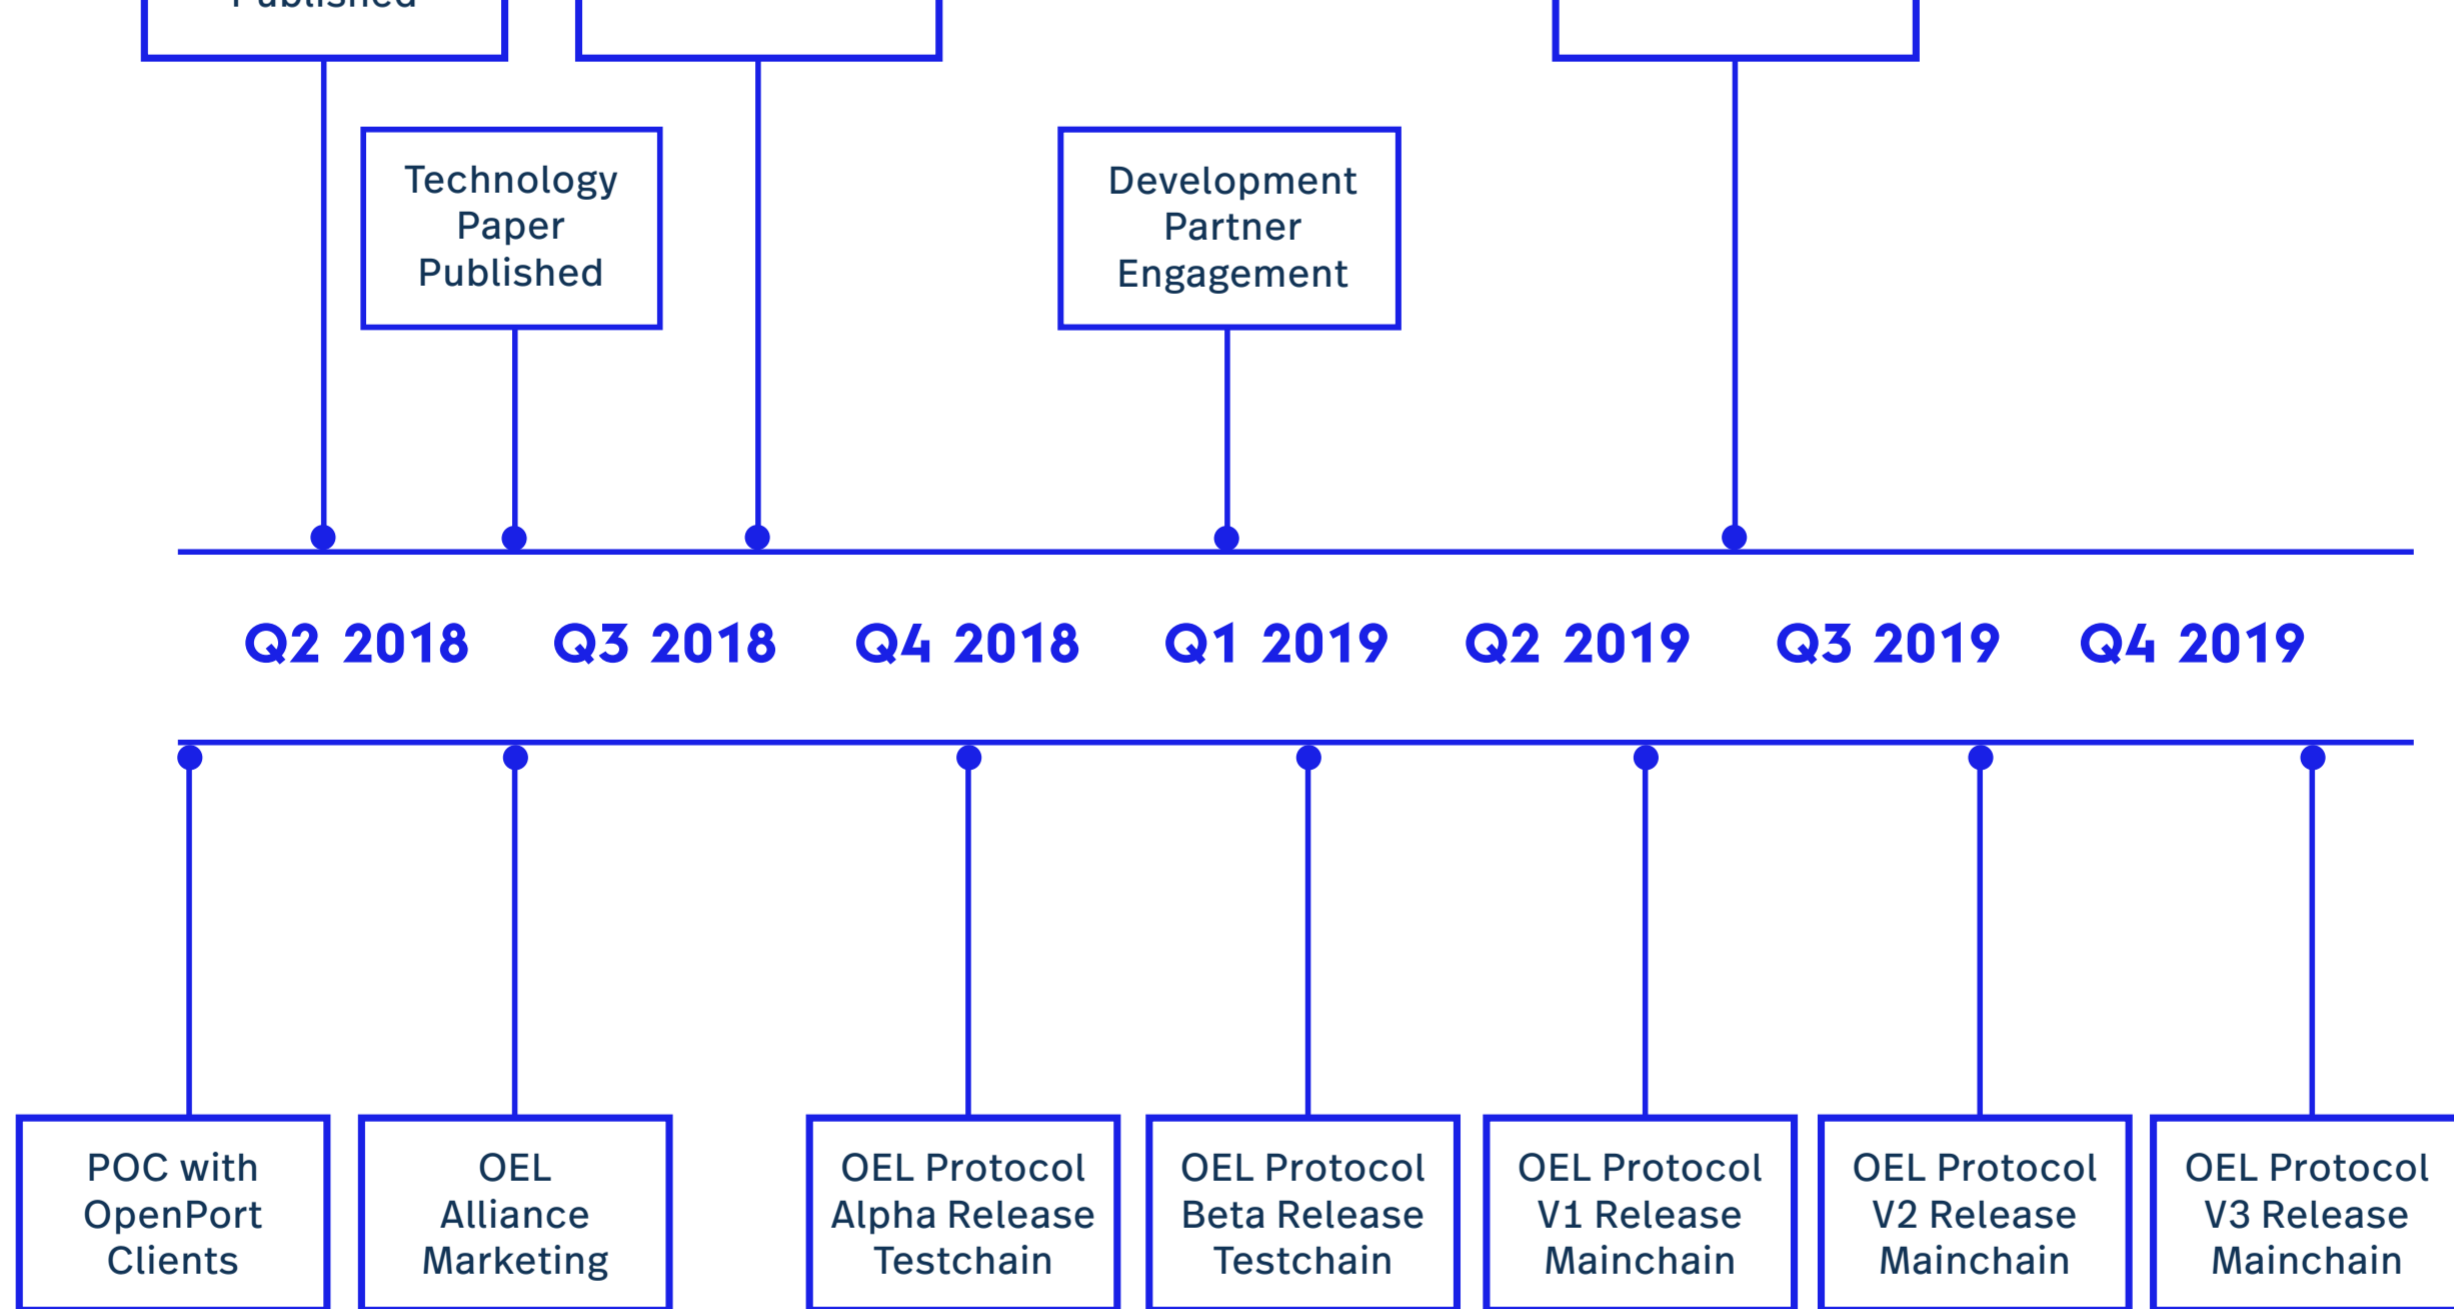 Published
Technology
Paper
Published
Development
Partner
Engagement
Q2 2018
Q3 2018
Q4 2018
Q1 2019
Q2 2019
Q3 2019
Q4 2019
POC with
OpenPort
Clients
OEL
Alliance
Marketing
OEL Protocol
Alpha Release
Testchain
OEL Protocol
Beta Release
Testchain
OEL Protocol
V1 Release
Mainchain
OEL Protocol
V2 Release
Mainchain
OEL Protocol
V3 Release
Mainchain